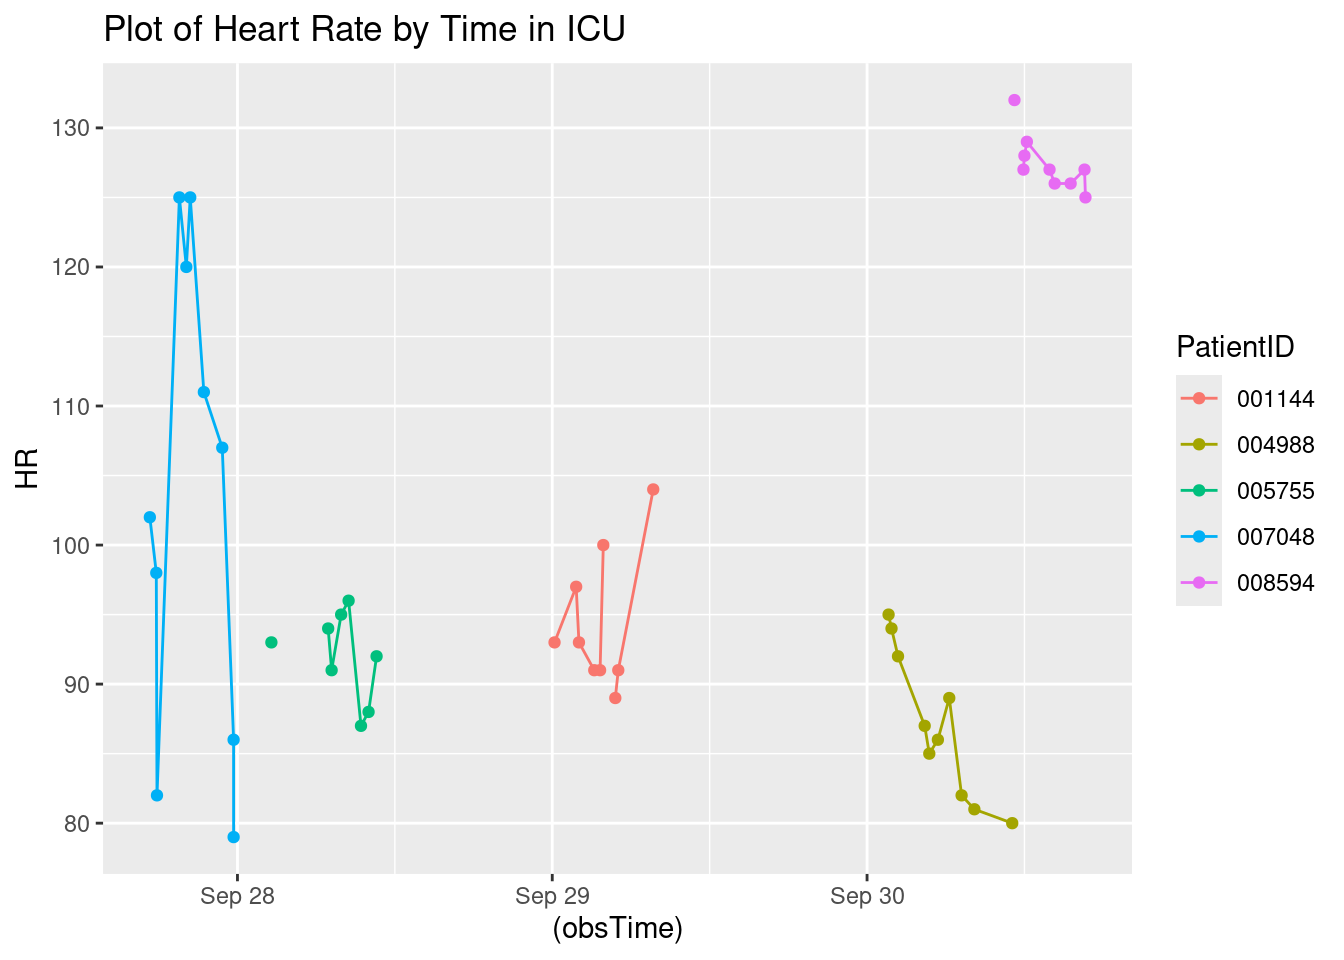 Plot of Heart Rate by Time in ICU
130
120
110
100
90
80
HR
Sep 28
Sep 29
Sep 30
(obsTime)
PatientID
001144
004988
005755
007048
008594